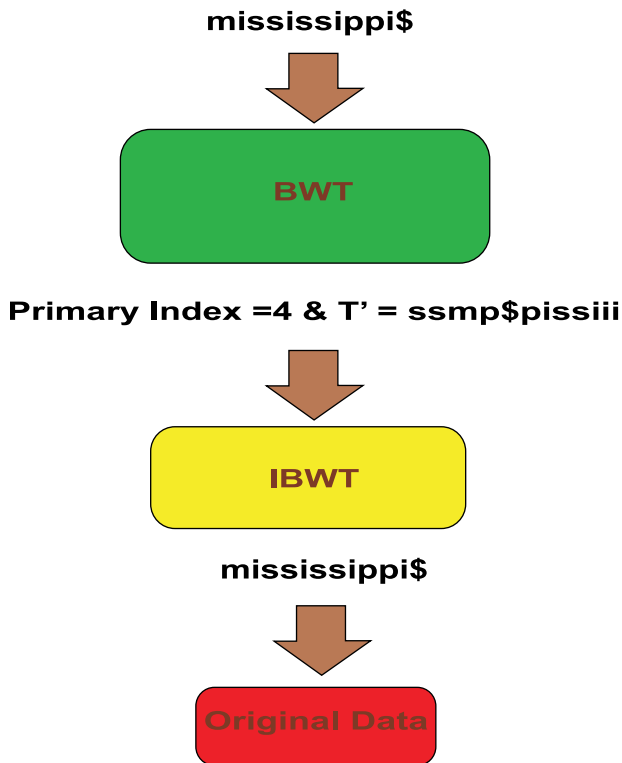 mississippi$
BWT
Primary Index =4 & T’ = ssmp$pissiii
IBWT
mississippi$
Original Data